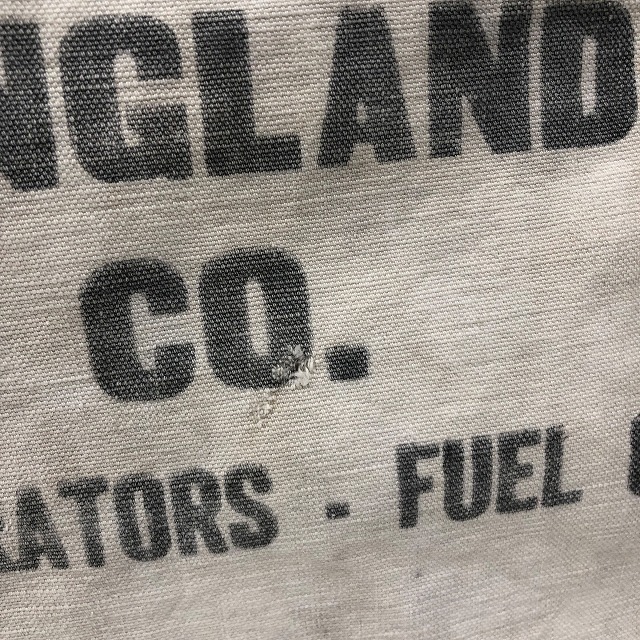 NGLAND
CO.
RATORS - FUEL